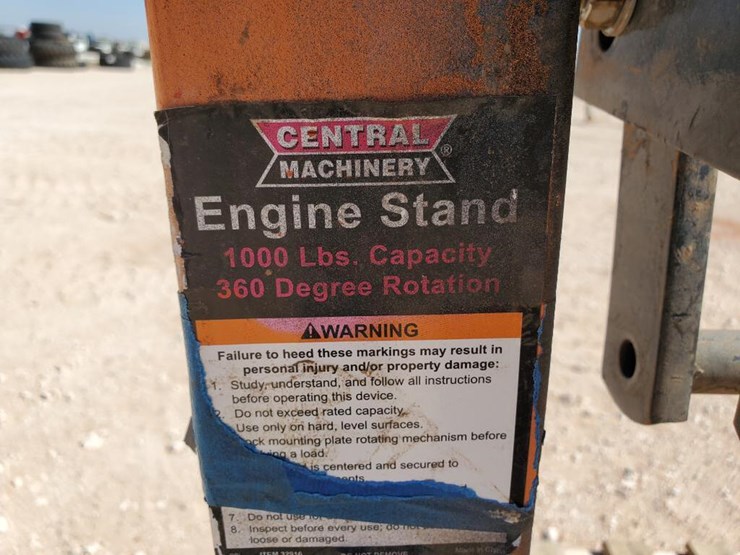 CENTRAL
MACHINERY®
Engine Stand
1000 Lbs. Capacity
360 Degree Rotation
⚠WARNING
Failure to heed these markings may result in
personal injury and/or property damage:
1. Study, understand, and follow all instructions
before operating this device.
2. Do not exceed rated capacity.
Use only on hard, level surfaces.
mounting plate rotating mechanism before
a load.
is centered and secured to
7. Do not use
8. Inspect before every use; do
loose or damaged
ITEM 32916